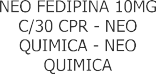 NEO FEDIPINA 10MG
C/30 CPR - NEO
QUIMICA - NEO
QUIMICA